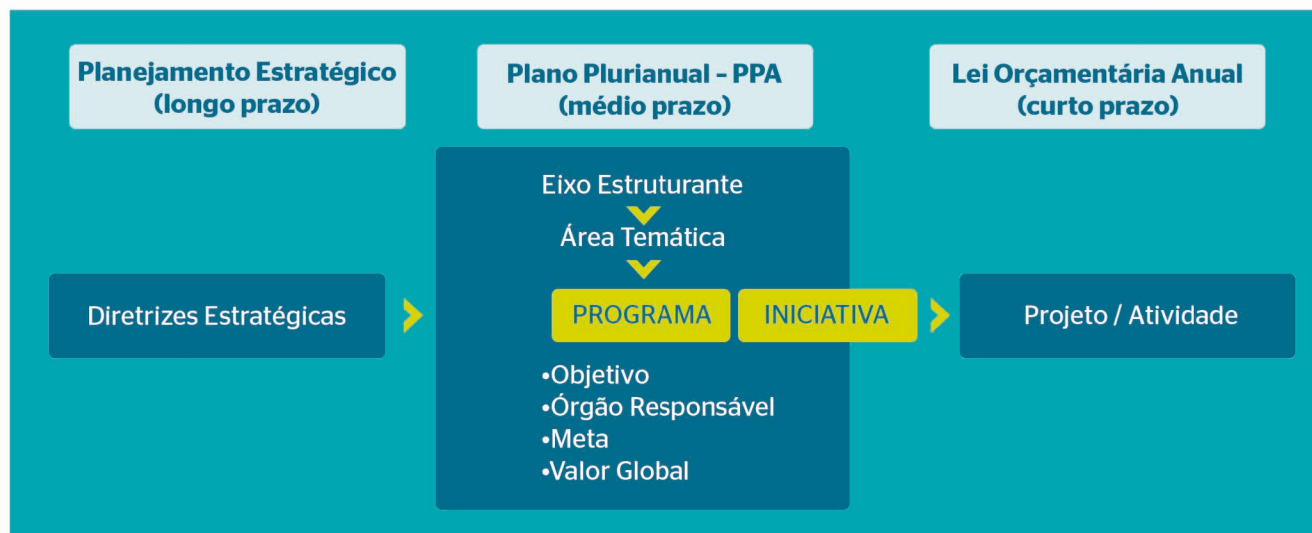 Planejamento Estratégico
(longo prazo)
Plano Plurianual – PPA
(médio prazo)
Lei Orçamentária Anual
(curto prazo)
Diretrizes Estratégicas
Eixo Estruturante
Área Temática
PROGRAMA
INICIATIVA
•Objetivo
•Órgão Responsável
•Meta
•Valor Global
Projeto / Atividade